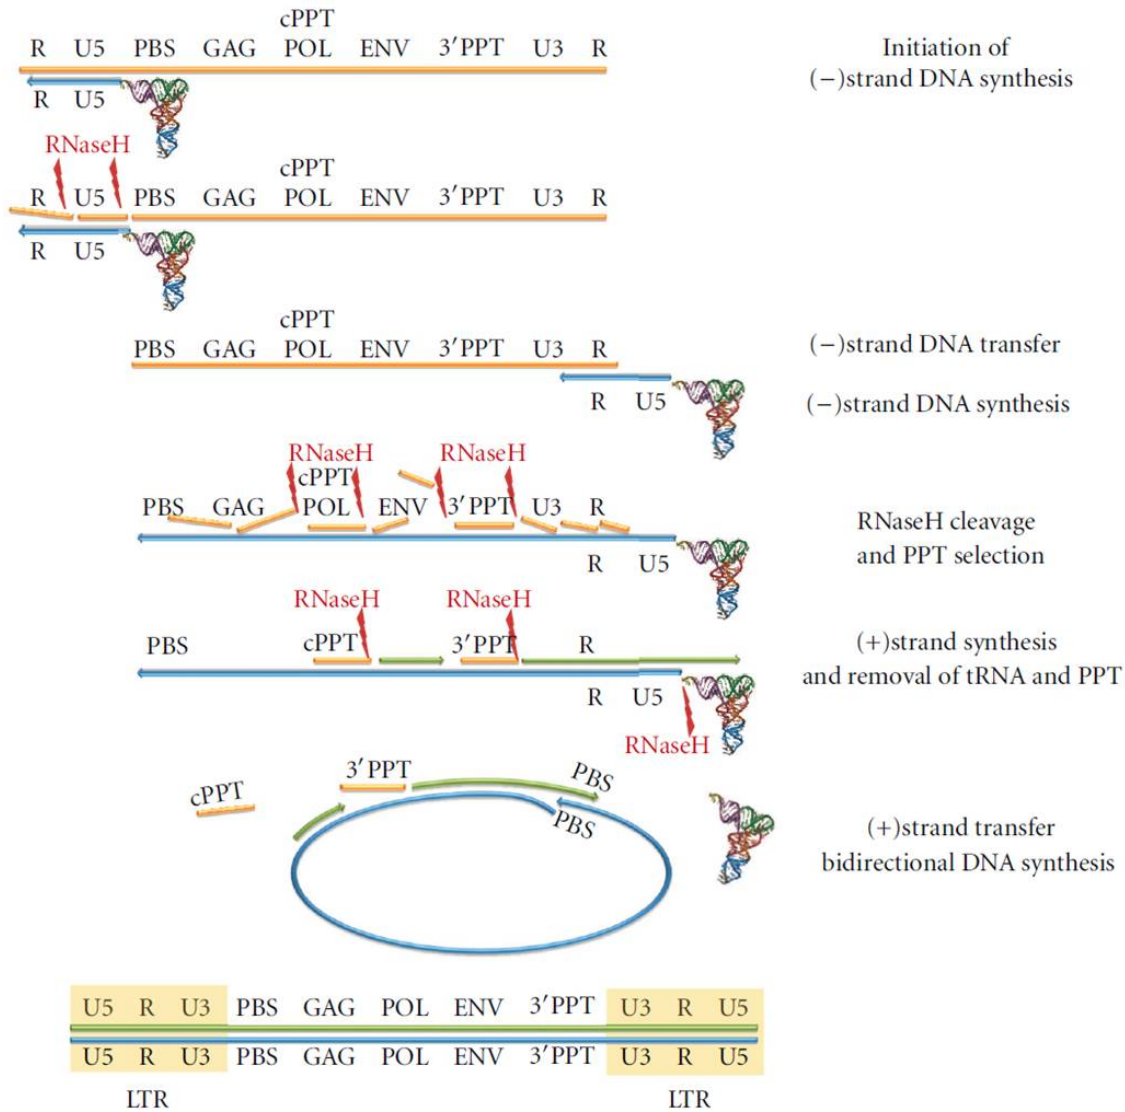 cPPT
R U5 PBS GAG POL ENV 3′PPT U3 R
Initiation of
(−)strand DNA synthesis
R U5
RNaseH
cPPT
R U5 PBS GAG POL ENV 3′PPT U3 R
R U5
cPPT
PBS GAG POL ENV 3′PPT U3 R
(−)strand DNA transfer
R U5
(−)strand DNA synthesis
RNaseH RNaseH
cPPT
PBS GAG POL ENV 3′PPT U3 R
RNaseH cleavage
and PPT selection
R U5
RNaseH RNaseH
PBS cPPT 3′PPT R
(+)strand synthesis
and removal of tRNA and PPT
R U5
RNaseH
cPPT 3′PPT PBS
PBS
(+)strand transfer
bidirectional DNA synthesis
U5 R U3 PBS GAG POL ENV 3′PPT U3 R U5
U5 R U3 PBS GAG POL ENV 3′PPT U3 R U5
LTR LTR